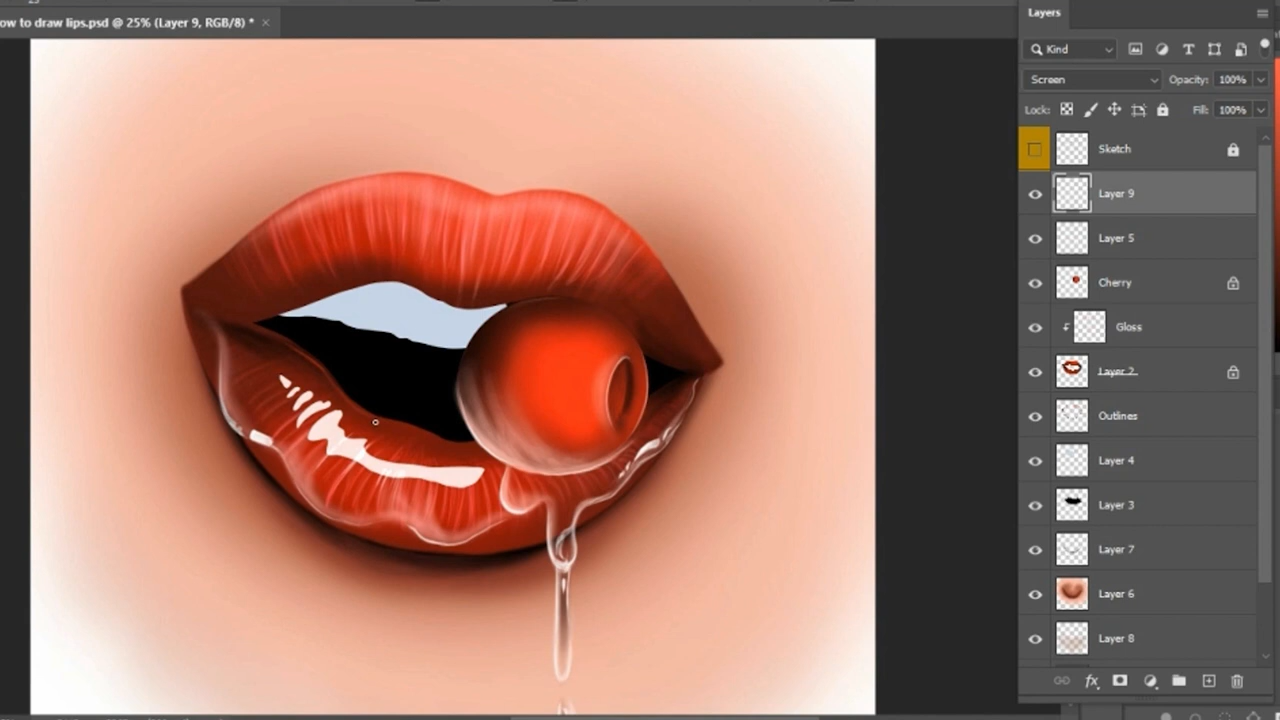 ow to draw lips.psd @ 25% (Layer 9, RGB/8) * ×
Layers
Kind
Screen Opacity: 100%
Lock: Fill: 100%
Sketch
Layer 9
Layer 5
Cherry
Gloss
Layer 2
Outlines
Layer 4
Layer 3
Layer 7
Layer 6
Layer 8
fx